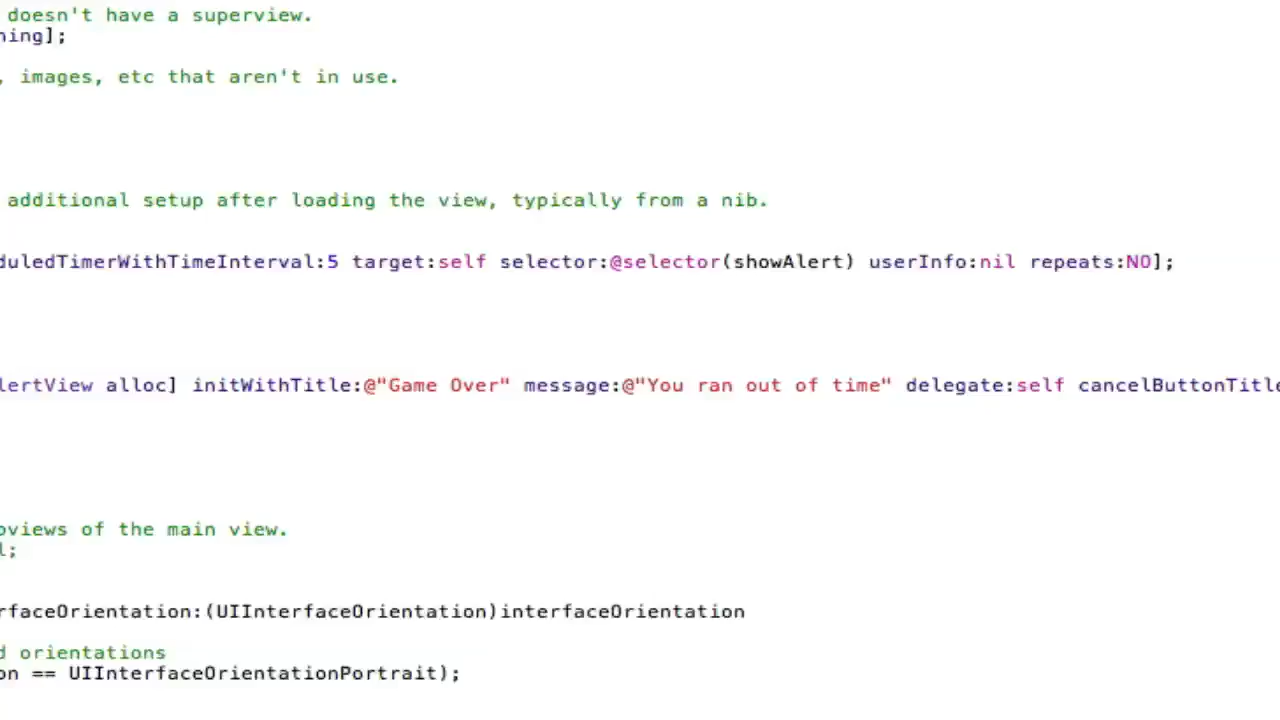 doesn't have a superview.
ning];
, images, etc that aren't in use.
additional setup after loading the view, typically from a nib.
duledTimerWithTimeInterval:5 target:self selector:@selector(showAlert) userInfo:nil repeats:NO];
lertView alloc] initWithTitle:@"Game Over" message:@"You ran out of time" delegate:self cancelButtonTitle
oviews of the main view.
l;
rfaceOrientation:(UIInterfaceOrientation)interfaceOrientation
d orientations
on == UIInterfaceOrientationPortrait);